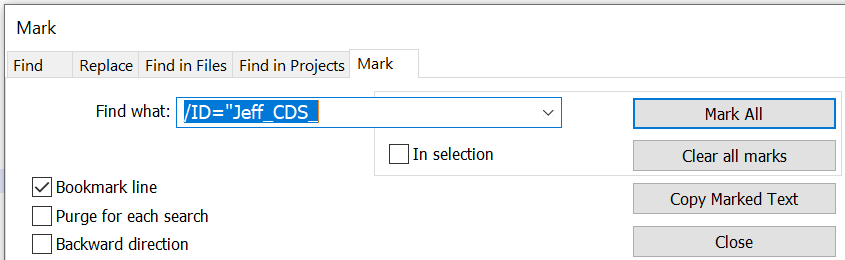 Mark
Find Replace Find in Files Find in Projects Mark
Find what: /ID="Jeff_CDS_ Mark All
In selection Clear all marks
Bookmark line
Copy Marked Text
Purge for each search
Backward direction Close